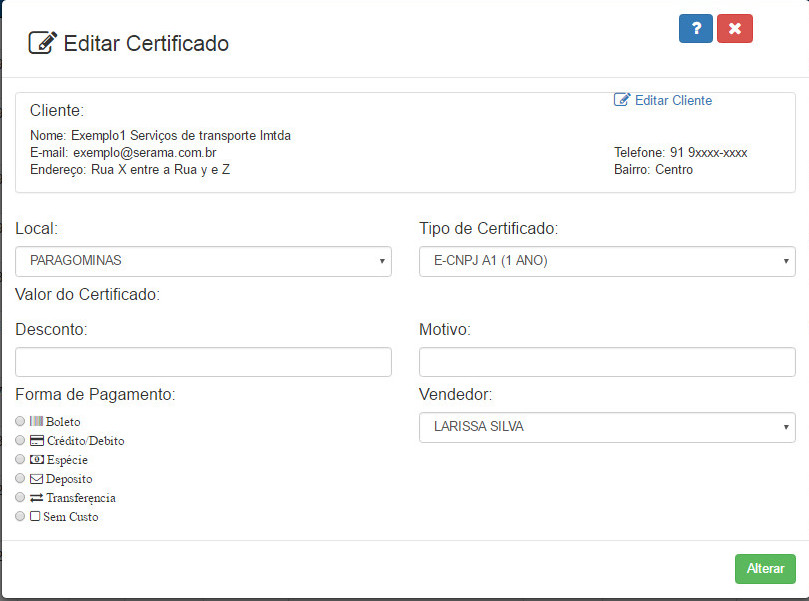 Editar Certificado
?
Cliente:
Editar Cliente
Nome: Exemplo1 Serviços de transporte lmtda
E-mail: exemplo@serama.com.br
Telefone: 91 9xxxx-xxxx
Endereço: Rua X entre a Rua y e Z
Bairro: Centro
Local:
Tipo de Certificado:
PARAGOMINAS
E-CNPJ A1 (1 ANO)
Valor do Certificado:
Desconto:
Motivo:
Forma de Pagamento:
Vendedor:
Boleto
LARISSA SILVA
Crédito/Debito
Espécie
Deposito
Transferęncia
Sem Custo
Alterar